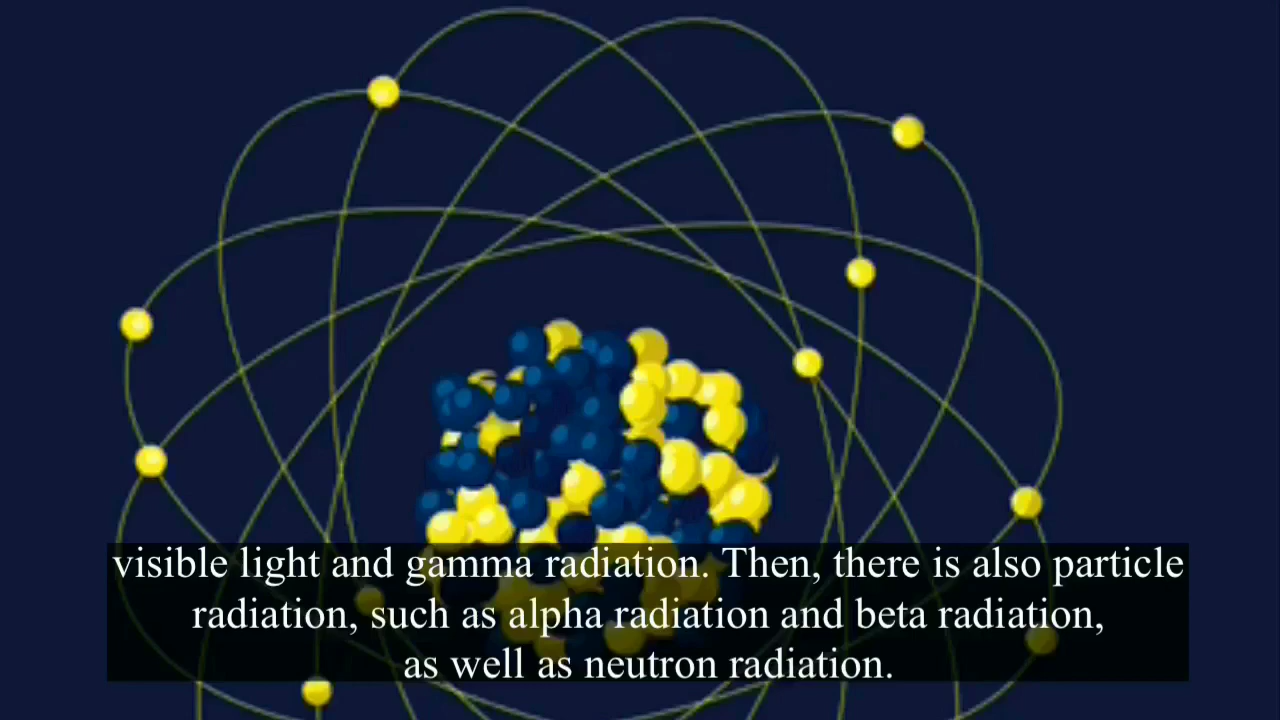 visible light and gamma radiation. Then, there is also particle
radiation, such as alpha radiation and beta radiation,
as well as neutron radiation.